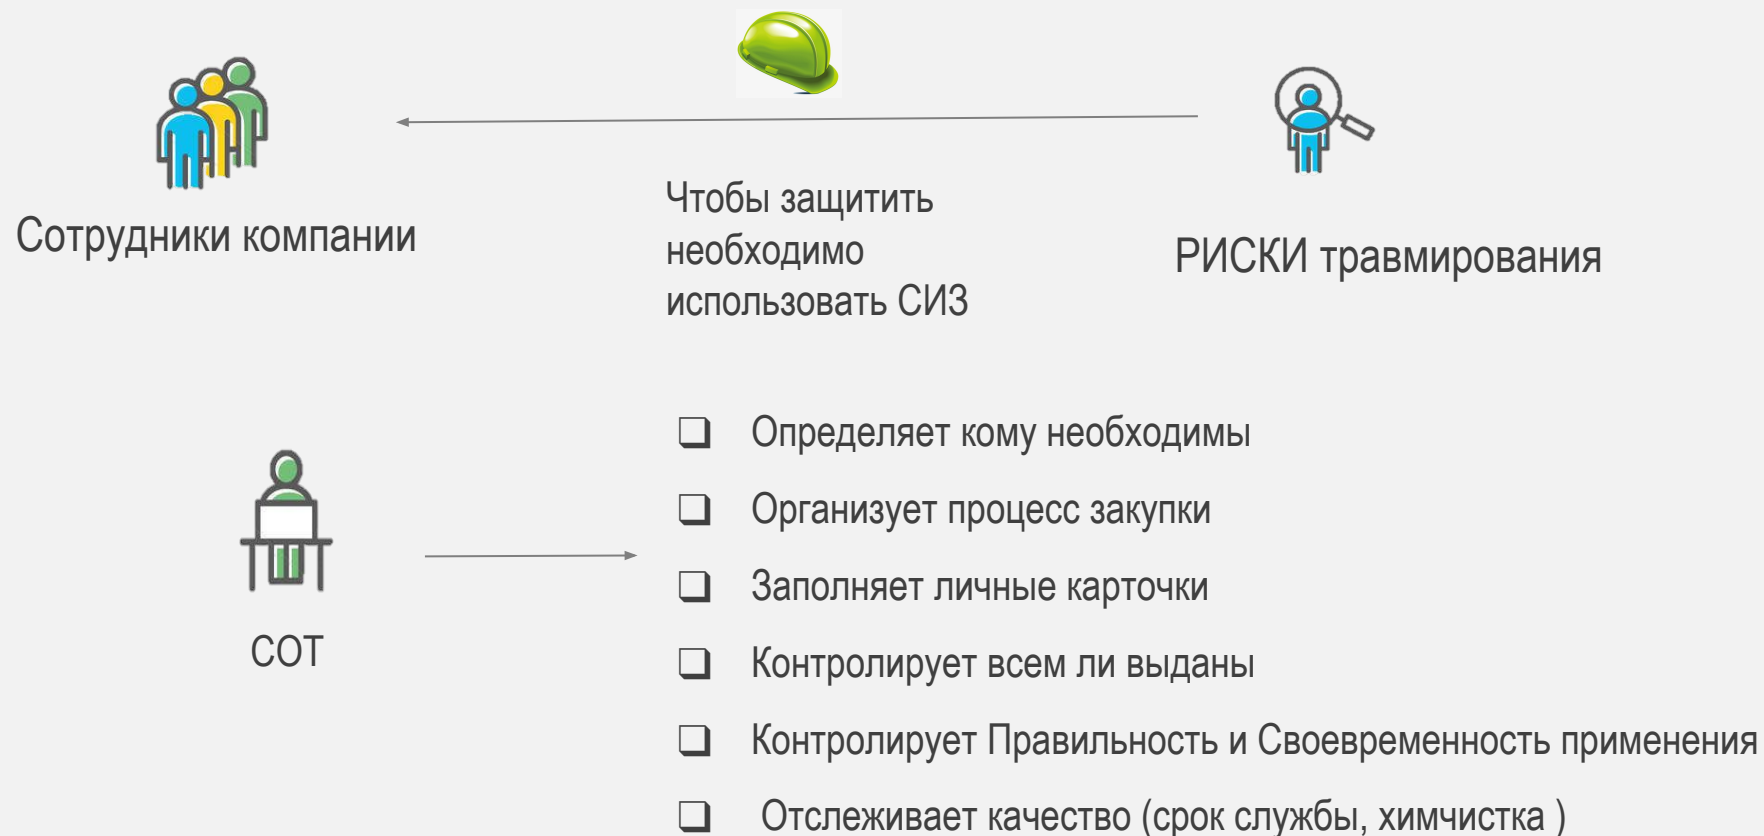 Сотрудники компании
Чтобы защитить
необходимо
использовать СИЗ
РИСКИ травмирования
СОТ
Определяет кому необходимы
Организует процесс закупки
Заполняет личные карточки
Контролирует всем ли выданы
Контролирует Правильность и Своевременность применения
Отслеживает качество (срок службы, химчистка )